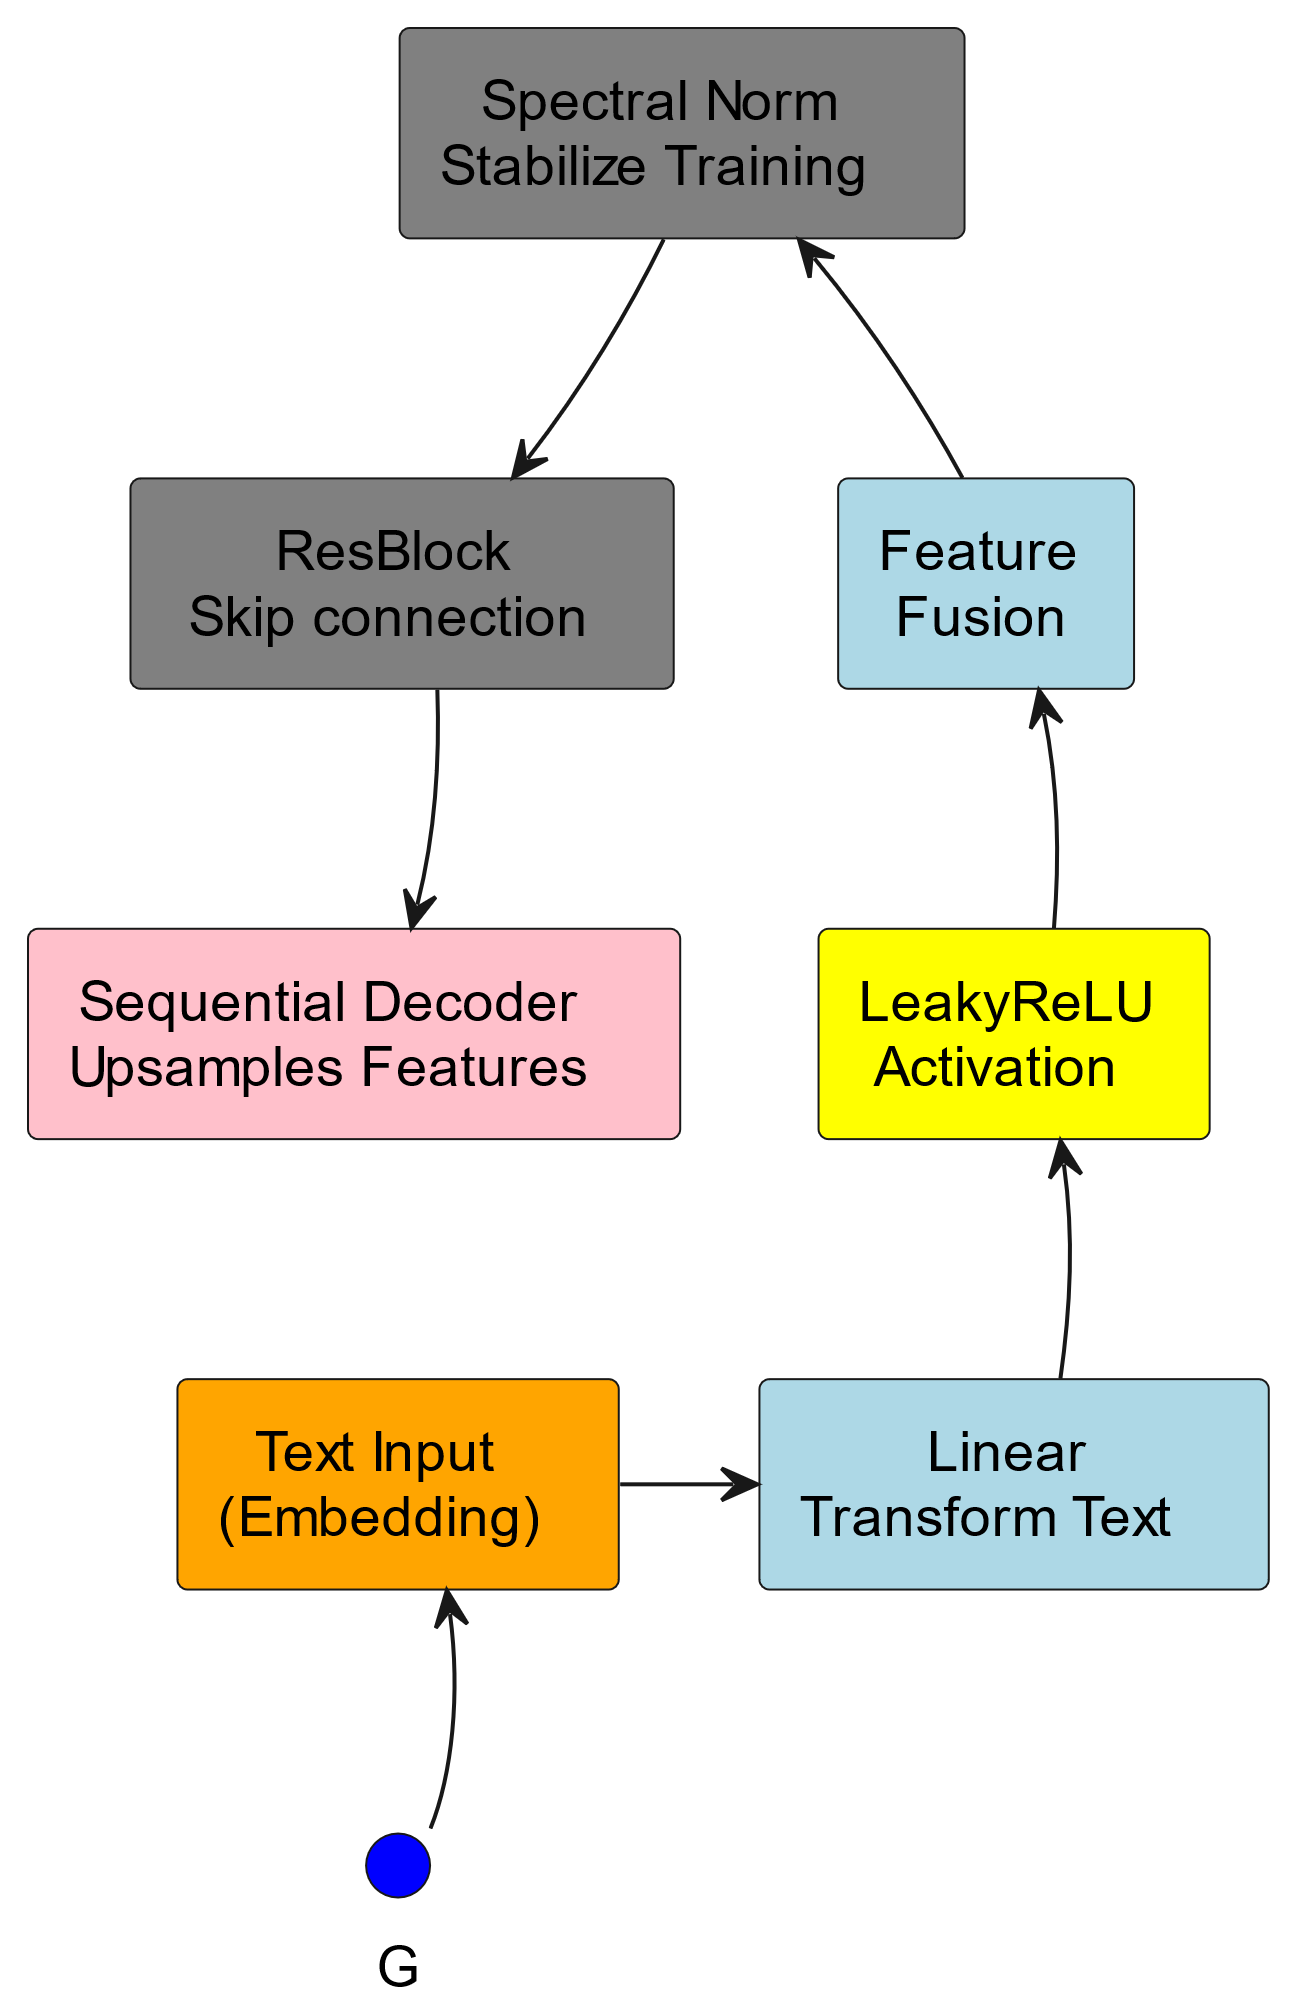 Spectral Norm
Stabilize Training
ResBlock
Skip connection
Feature
Fusion
Sequential Decoder
Upsamples Features
LeakyReLU
Activation
Text Input
(Embedding)
Linear
Transform Text
G